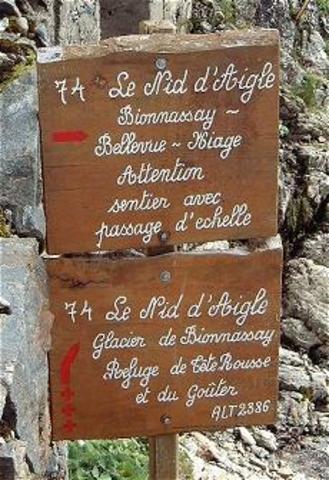 74 Le Nid d'Aigle
Bionnassay ~
Bellevue ~ Miage
Attention
sentier avec
passage d'echelle
74 Le Nid d'Aigle
Glacier de Bionnassay
Refuge de Tête Rousse
et du Goûter
ALT 2386